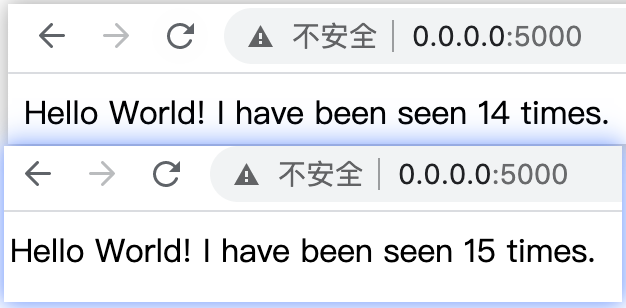 不安全 | 0.0.0.0:5000
Hello World! I have been seen 14 times.
不安全 | 0.0.0.0:5000
Hello World! I have been seen 15 times.